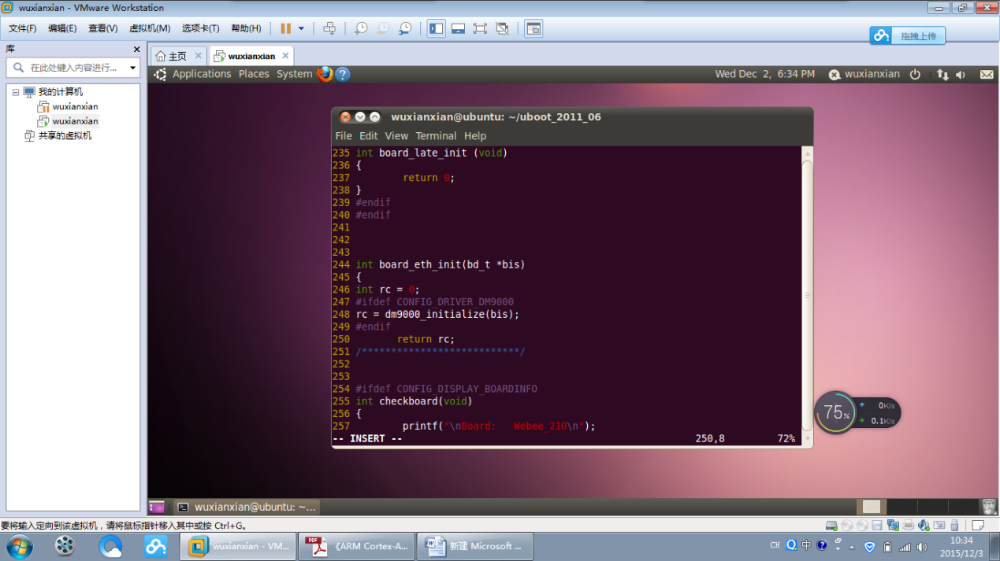 wuxianxian - VMware Workstation
文件(F) 编辑(E) 查看(V) 虚拟机(M) 选项卡(T) 帮助(H)
拖拽上传
库
在此处键入内容进行...
我的计算机
wuxianxian
wuxianxian
共享的虚拟机
主页 wuxianxian
Applications Places System
Wed Dec 2, 6:34 PM wuxianxian
wuxianxian@ubuntu: ~/uboot_2011_06
File Edit View Terminal Help
235 int board_late_init (void)
236 {
237         return 0;
238 }
239 #endif
240 #endif
241
242
243
244 int board_eth_init(bd_t *bis)
245 {
246 int rc = 0;
247 #ifdef CONFIG_DRIVER_DM9000
248 rc = dm9000_initialize(bis);
249 #endif
250        return rc;
251 /***************************/
252
253
254 #ifdef CONFIG_DISPLAY_BOARDINFO
255 int checkboard(void)
256 {
257         printf("\nBoard:   Webee_210\n");
-- INSERT -- 250,8 72%
75%
0K/s
0.1K/s
wuxianxian@ubuntu: ~...
要将输入定向到该虚拟机，请将鼠标指针移入其中或按 Ctrl+G。
wuxianxian - VM...
PDF
《ARM Cortex-A...
新建 Microsoft ...
CH
中
10:34
2015/12/3